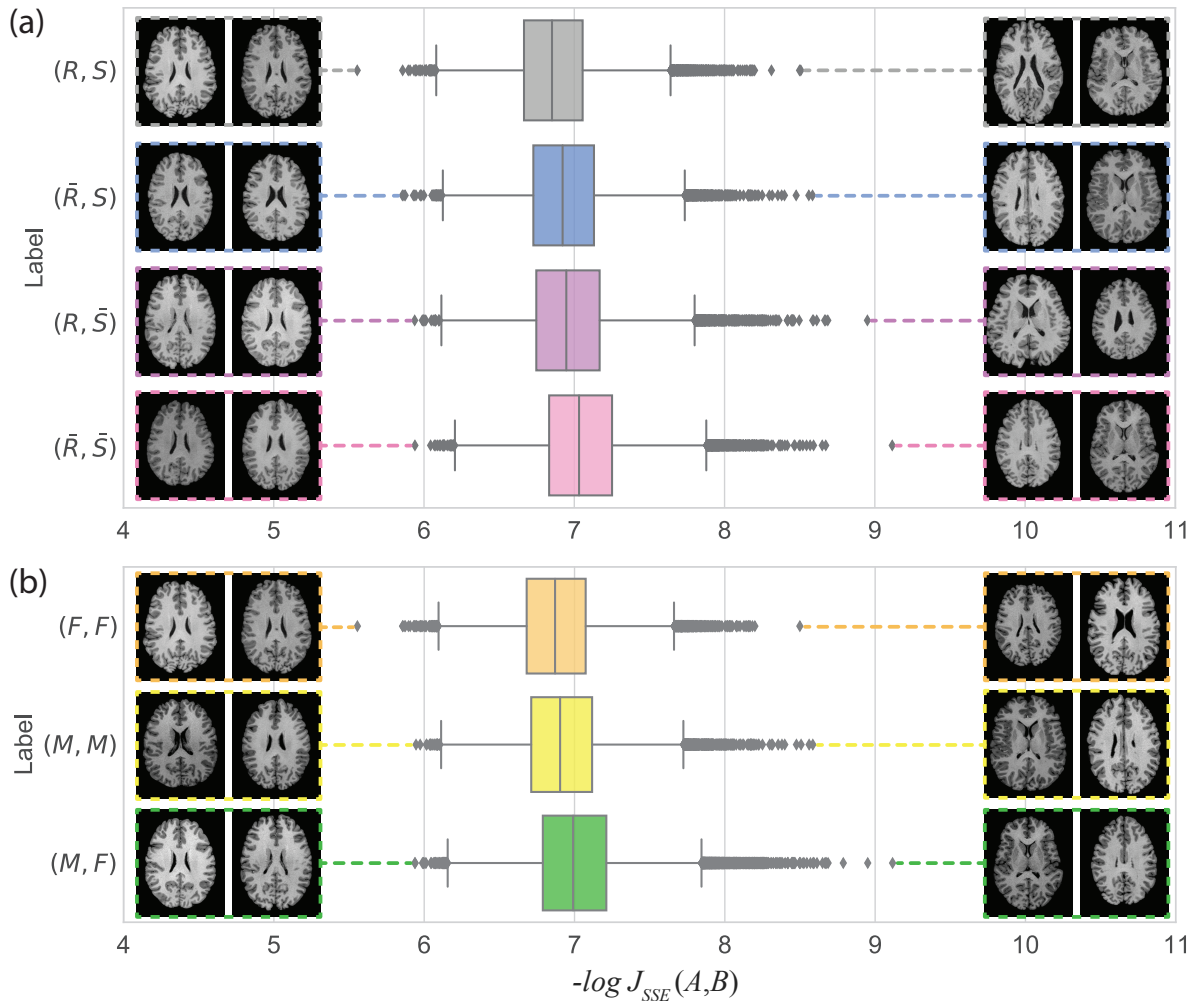 (a)
(R, S)
(R̄, S)
(R, S̄)
(R̄, S̄)
Label
4 5 6 7 8 9 10 11
(b)
(F, F)
(M, M)
(M, F)
Label
4 5 6 7 8 9 10 11
-log J_SSE (A,B)